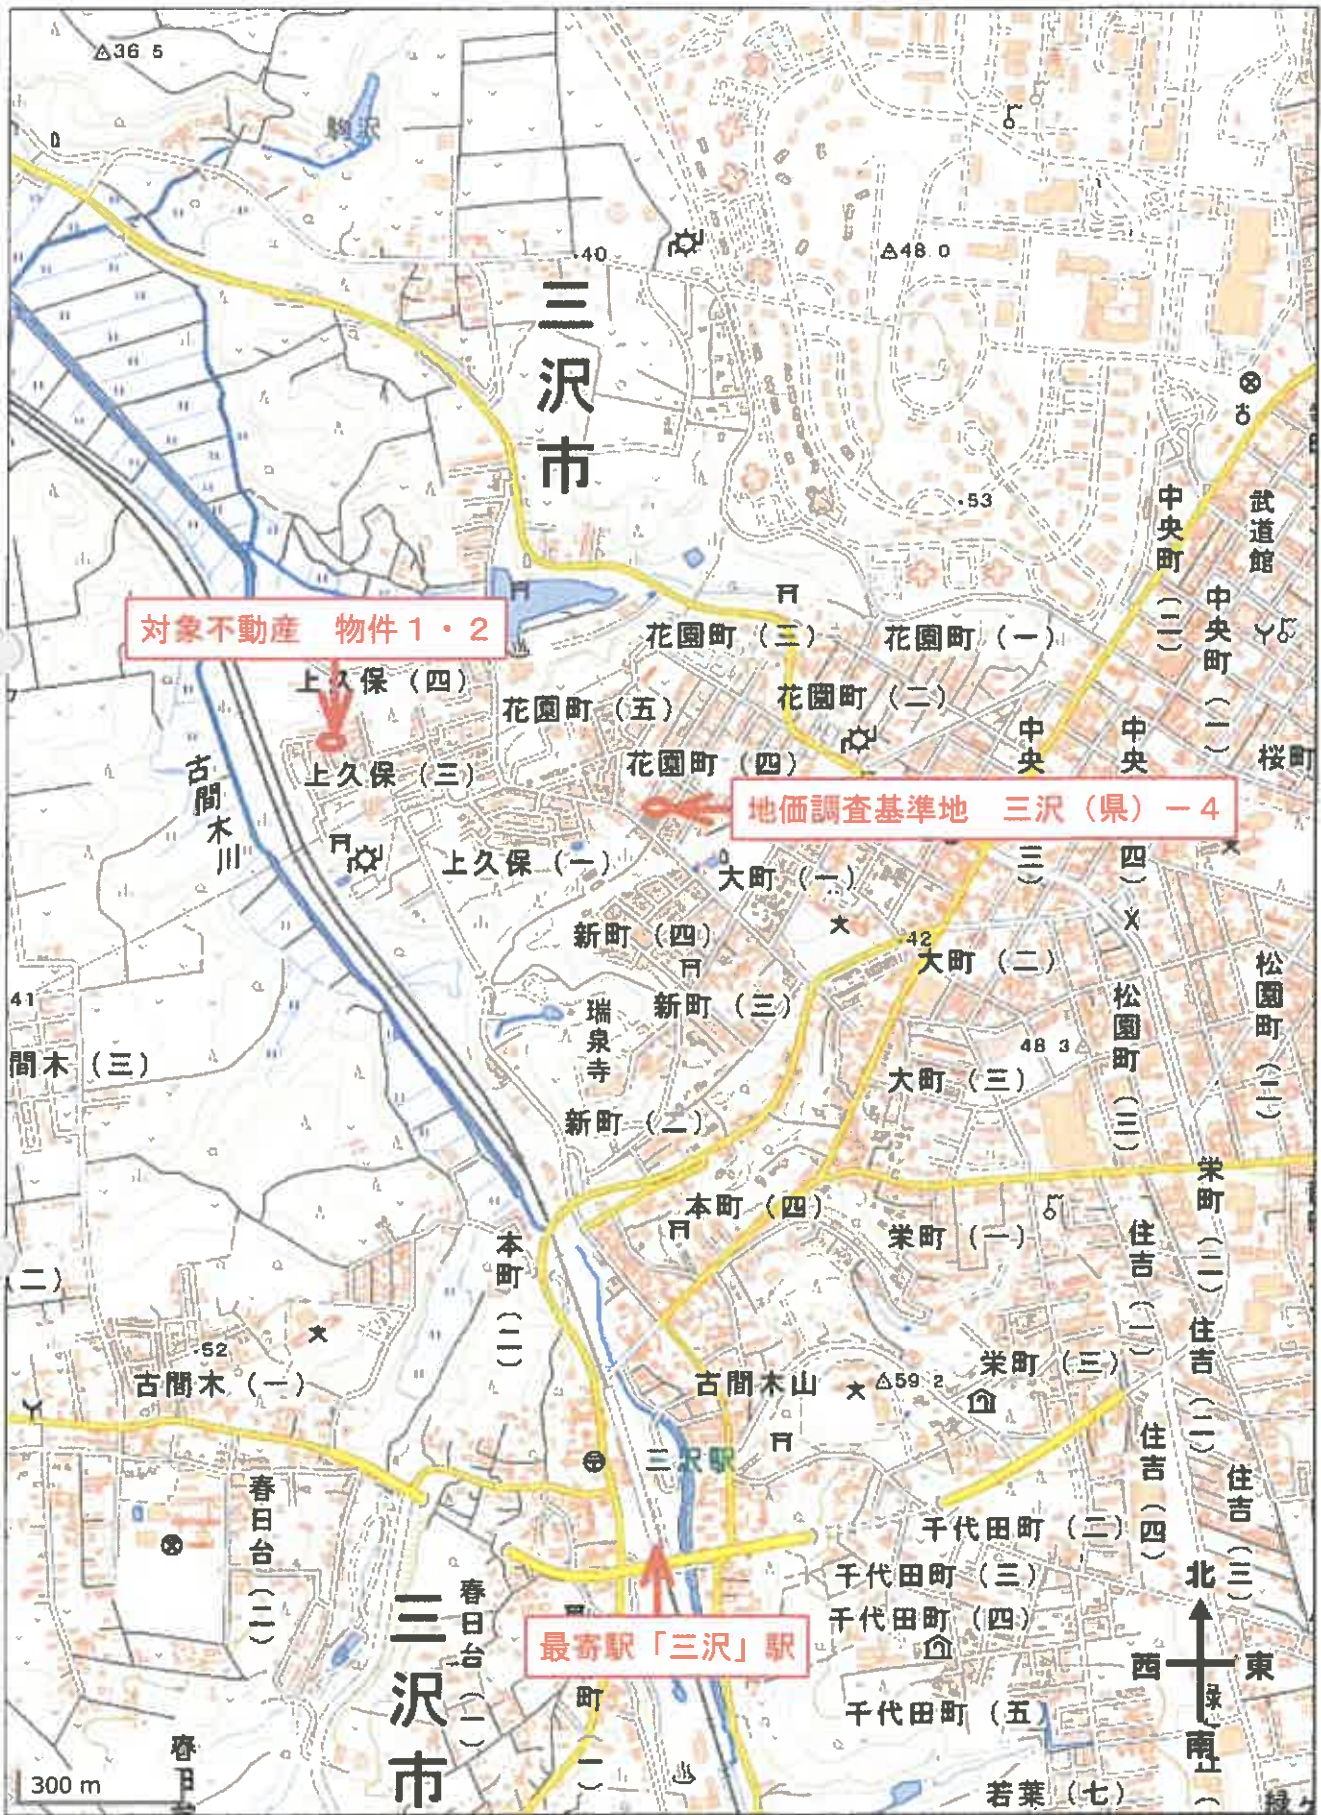 36.5
駒沢
40
48.0
三沢市
53
中央町(二)
武道館
中央町(一)
対象不動産 物件1・2
花園町(三)
花園町(一)
上久保(四)
花園町(五)
花園町(二)
古間木川
上久保(三)
花園町(四)
中央(三)
中央(四)
桜町
地価調査基準地 三沢(県)-4
上久保(一)
大町(一)
新町(四)
42
大町(二)
松園町(二)
41
瑞泉寺
新町(三)
松園町(三)
48.3
間木(三)
大町(三)
新町(二)
栄町(二)
本町(四)
栄町(一)
住吉(一)
本町(二)
(二)
52
古間木(一)
古間木山
59.2
栄町(三)
住吉(二)
三沢駅
住吉(四)
住吉(三)
春日台(二)
千代田町(二)
千代田町(三)
千代田町(四)
北
西
東
南
三沢市
春日台(一)
最寄駅「三沢」駅
町(一)
千代田町(五
300 m
若葉(七)